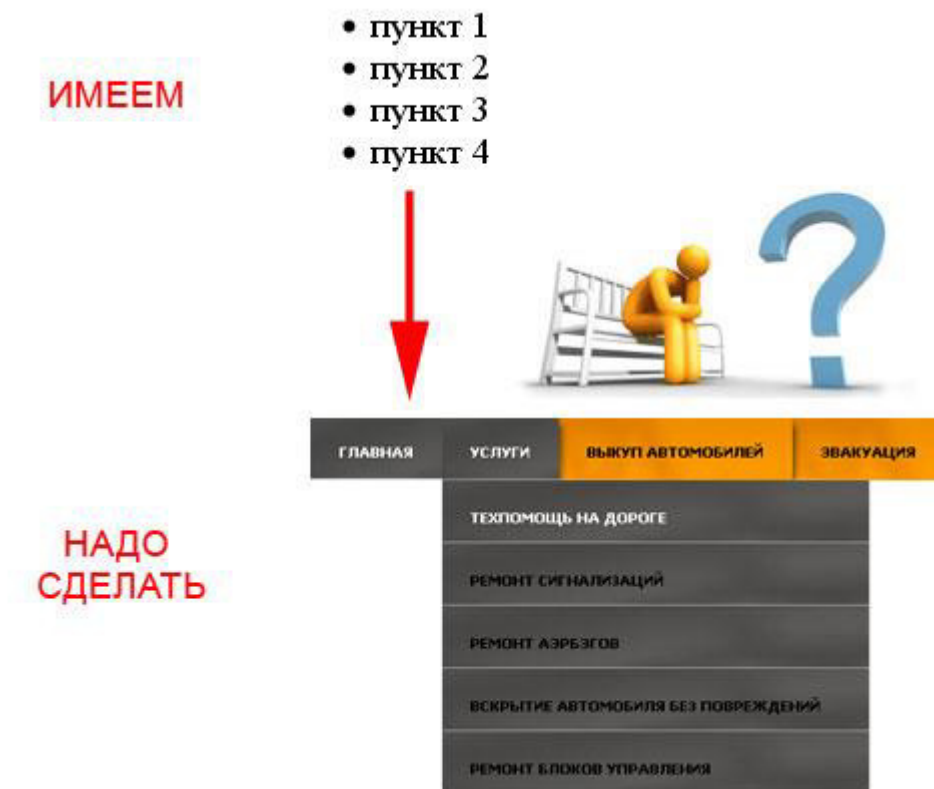 • пункт 1
• пункт 2
ИМЕЕМ
• пункт 3
• пункт 4
?
ГЛАВНАЯ УСЛУГИ ВЫКУП АВТОМОБИЛЕЙ ЭВАКУАЦИЯ
ТЕХПОМОЩЬ НА ДОРОГЕ
НАДО
СДЕЛАТЬ
РЕМОНТ СИГНАЛИЗАЦИЙ
РЕМОНТ АЭРБЭГОВ
ВСКРЫТИЕ АВТОМОБИЛЯ БЕЗ ПОВРЕЖДЕНИЙ
РЕМОНТ БЛОКОВ УПРАВЛЕНИЯ